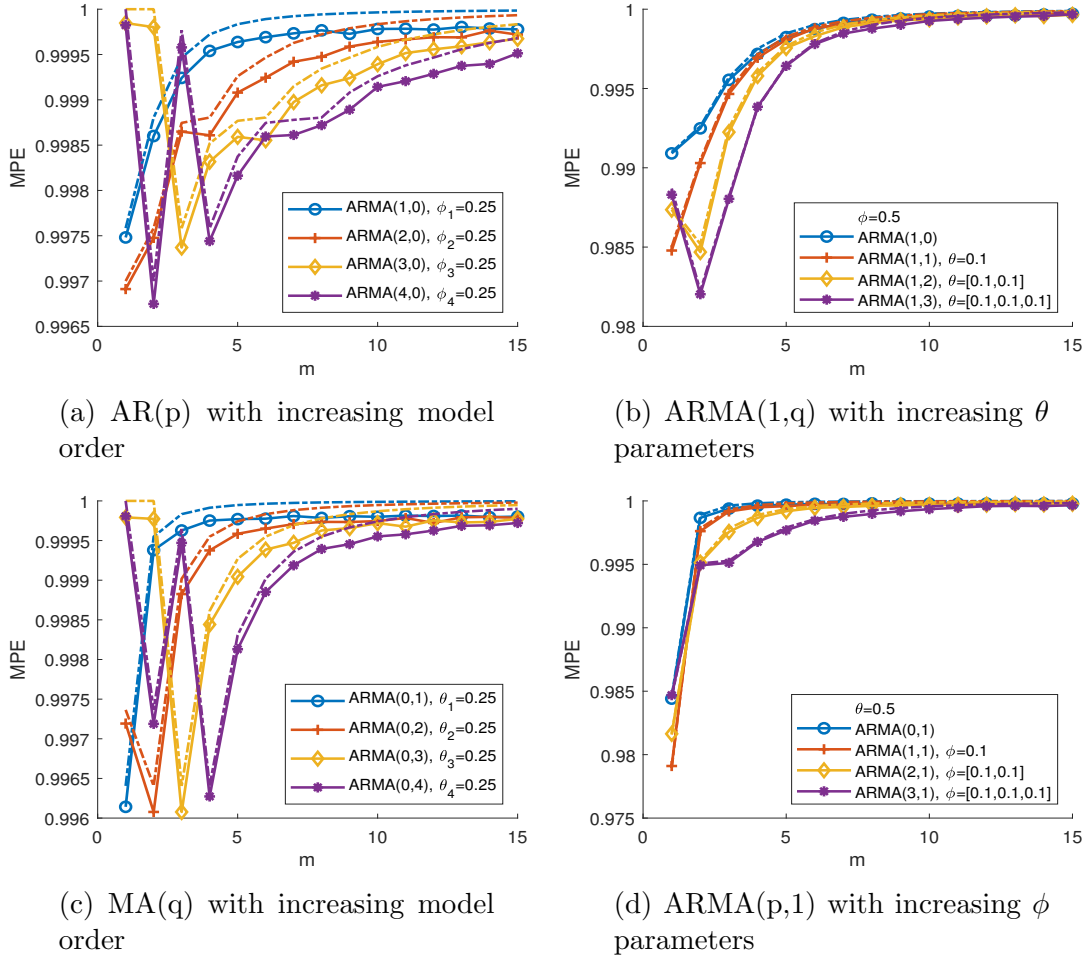 1
0.9995
0.999
0.9985
0.998
0.9975
0.997
0.9965
MPE
0 5 10 15
m
ARMA(1,0), ϕ_1=0.25
ARMA(2,0), ϕ_2=0.25
ARMA(3,0), ϕ_3=0.25
ARMA(4,0), ϕ_4=0.25
(a) AR(p) with increasing model
order
1
0.995
0.99
0.985
0.98
MPE
0 5 10 15
m
ϕ=0.5
ARMA(1,0)
ARMA(1,1), θ=0.1
ARMA(1,2), θ=[0.1,0.1]
ARMA(1,3), θ=[0.1,0.1,0.1]
(b) ARMA(1,q) with increasing θ
parameters
1
0.9995
0.999
0.9985
0.998
0.9975
0.997
0.9965
0.996
MPE
0 5 10 15
m
ARMA(0,1), θ_1=0.25
ARMA(0,2), θ_2=0.25
ARMA(0,3), θ_3=0.25
ARMA(0,4), θ_4=0.25
(c) MA(q) with increasing model
order
1
0.995
0.99
0.985
0.98
0.975
MPE
0 5 10 15
m
θ=0.5
ARMA(0,1)
ARMA(1,1), ϕ=0.1
ARMA(2,1), ϕ=[0.1,0.1]
ARMA(3,1), ϕ=[0.1,0.1,0.1]
(d) ARMA(p,1) with increasing ϕ
parameters